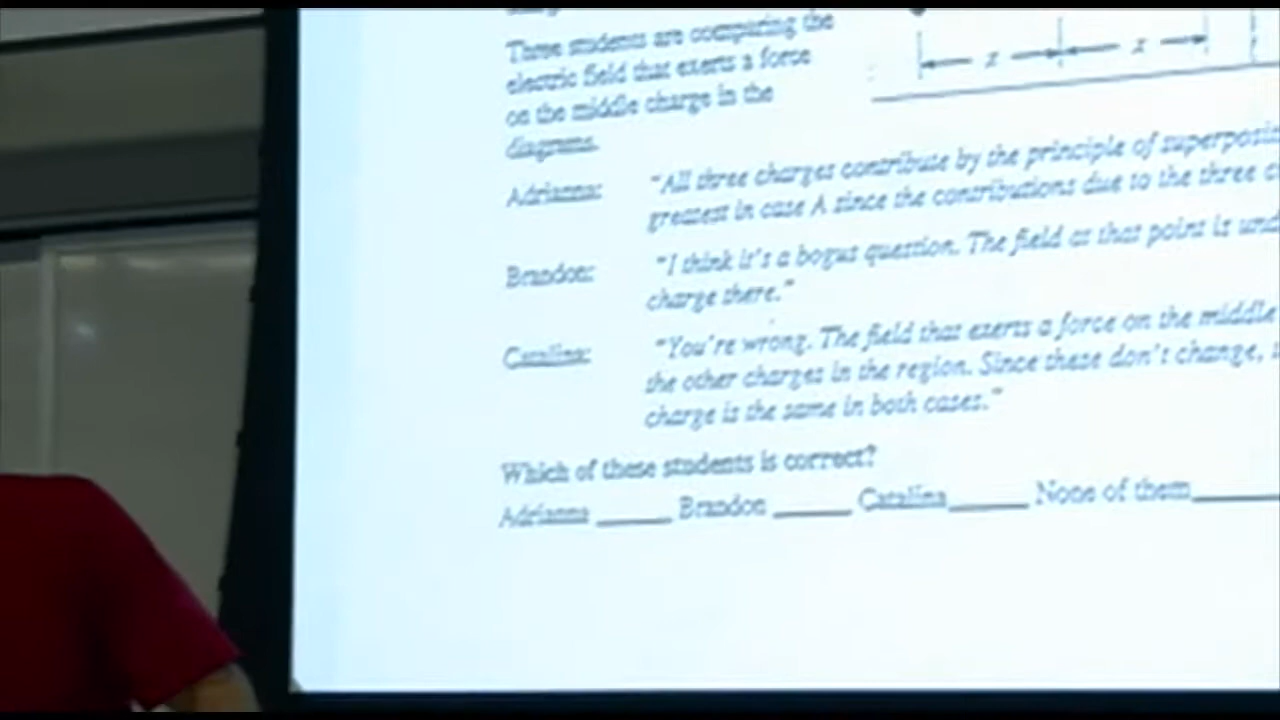 Three students are comparing the
electric field that exerts a force
on the middle charge in the
diagrams.
x x
Adrianna: "All three charges contribute by the principle of
greatest in case A since the contributions due to the three
Brandon: "I think it's a bogus question. The field at that point is
charge there."
Catalina: "You're wrong. The field that exerts a force on the middle
the other charges in the region. Since these don't change,
charge is the same in both cases."
Which of these students is correct?
Adrianna ______ Brandon ______ Catalina ______ None of them ______